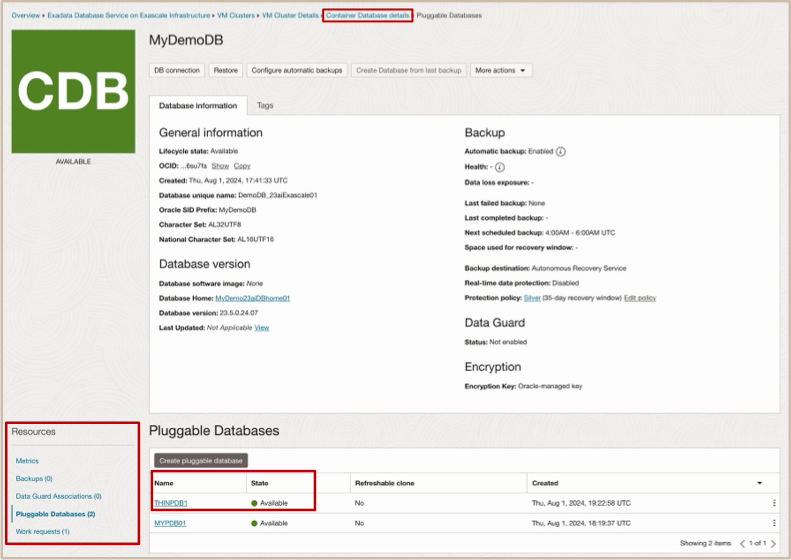 Overview › Exadata Database Service on Exascale Infrastructure › VM Clusters › VM Cluster Details › Container Database details › Pluggable Databases
CDB
AVAILABLE
MyDemoDB
DB connection Restore Configure automatic backups Create Database from last backup More actions
Database information Tags
General information
Lifecycle state: Available
OCID: ...6su7fa Show Copy
Created: Thu, Aug 1, 2024, 17:41:33 UTC
Database unique name: DemoDB_23aiExascale01
Oracle SID Prefix: MyDemoDB
Character Set: AL32UTF8
National Character Set: AL16UTF16
Database version
Database software image: None
Database Home: MyDemo23aiDBhome01
Database version: 23.5.0.24.07
Last Updated: Not Applicable View
Backup
Automatic backup: Enabled i
Health: - i
Data loss exposure: -
Last failed backup: None
Last completed backup: -
Next scheduled backup: 4:00AM - 6:00AM UTC
Space used for recovery window: -
Backup destination: Autonomous Recovery Service
Real-time data protection: Disabled
Protection policy: Silver (35-day recovery window) Edit policy
Data Guard
Status: Not enabled
Encryption
Encryption Key: Oracle-managed key
Resources
Metrics
Backups (0)
Data Guard Associations (0)
Pluggable Databases (2)
Work requests (1)
Pluggable Databases
Create pluggable database
Name State Refreshable clone Created
THINPDB1 Available No Thu, Aug 1, 2024, 19:22:58 UTC
MYPDB01 Available No Thu, Aug 1, 2024, 18:19:37 UTC
Showing 2 items < 1 of 1 >